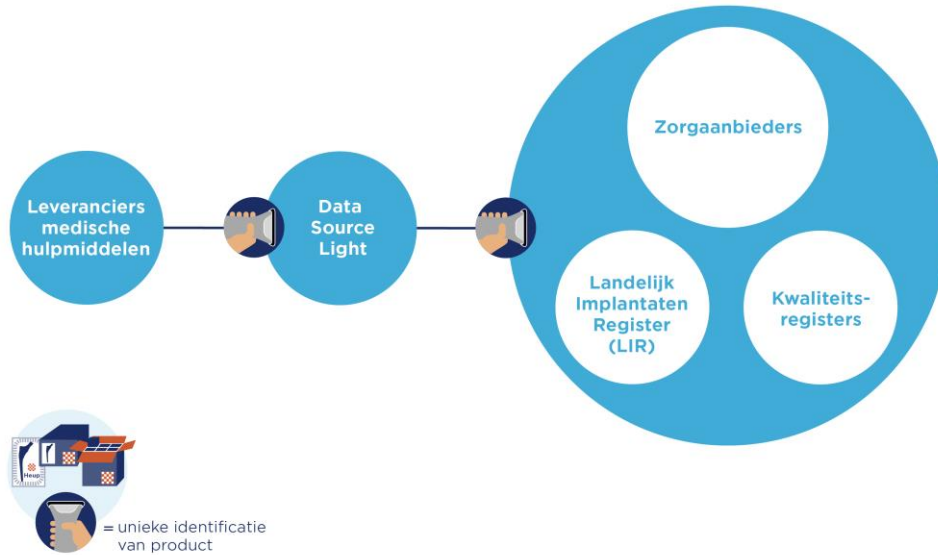 Leveranciers
medische
hulpmiddelen
Data
Source
Light
Zorgaanbieders
Landelijk
Implantaten
Register
(LIR)
Kwaliteits-
registers
Heup
= unieke identificatie
van product